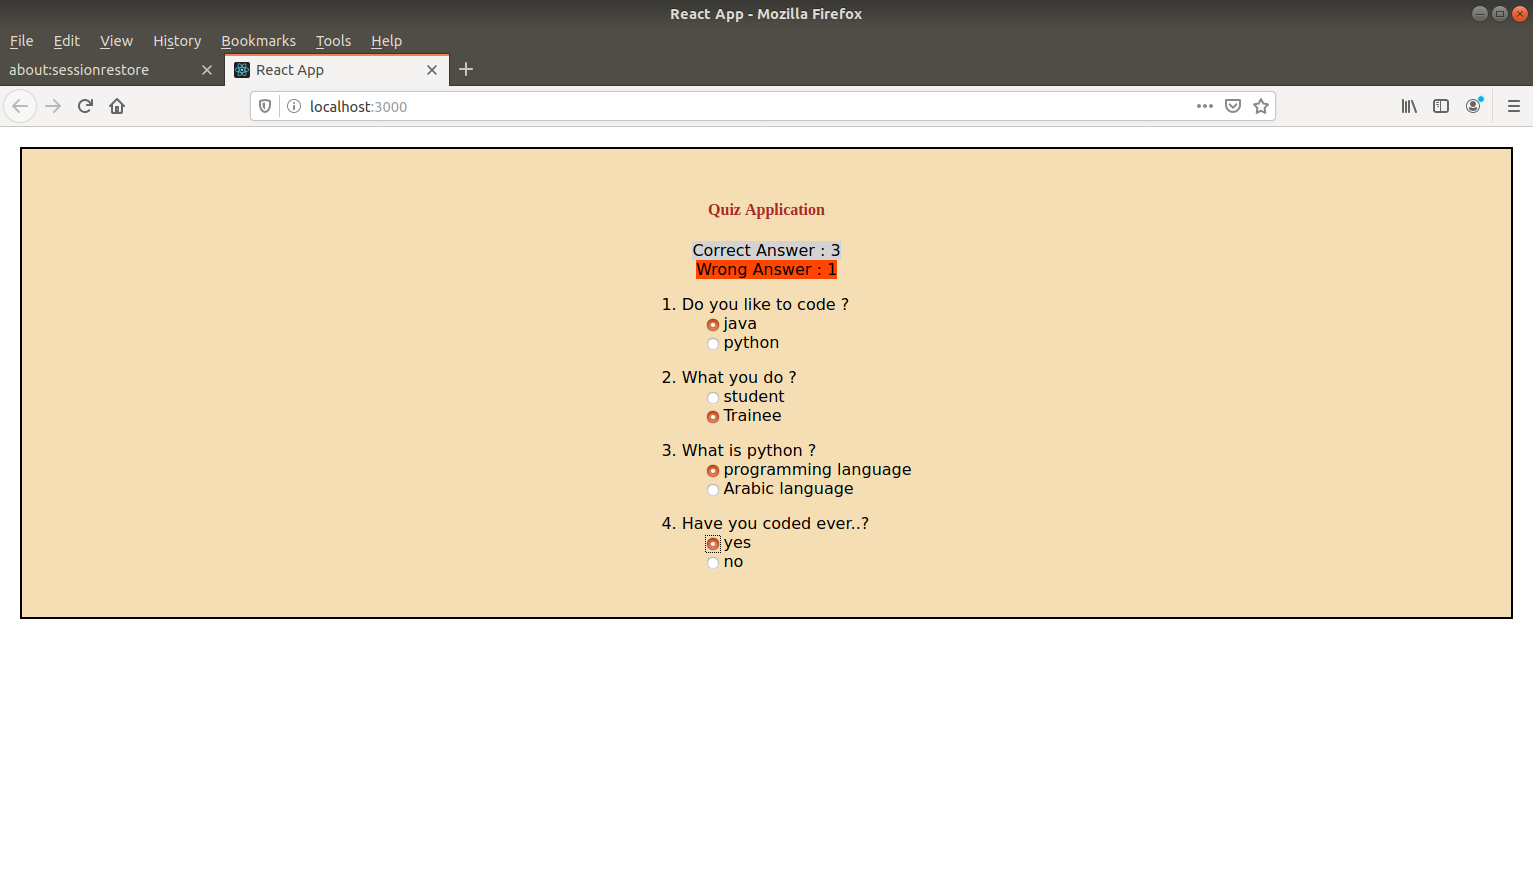 React App - Mozilla Firefox
File Edit View History Bookmarks Tools Help
about:sessionrestore React App
localhost:3000
Quiz Application
Correct Answer : 3
Wrong Answer : 1
1. Do you like to code ?
java
python
2. What you do ?
student
Trainee
3. What is python ?
programming language
Arabic language
4. Have you coded ever..?
yes
no